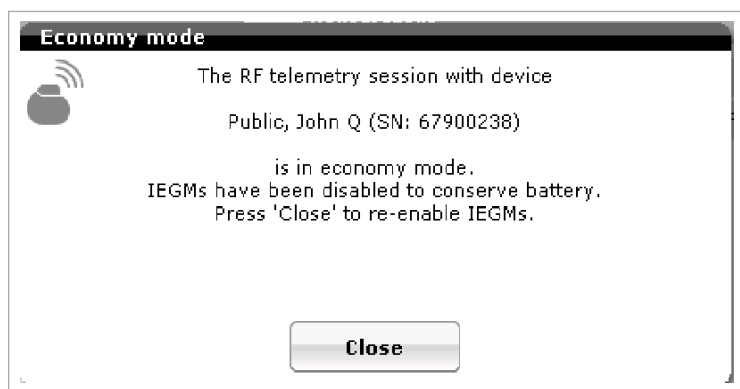 Economy mode
The RF telemetry session with device
Public, John Q (SN: 67900238)
is in economy mode.
IEGMs have been disabled to conserve battery.
Press 'Close' to re-enable IEGMs.
Close